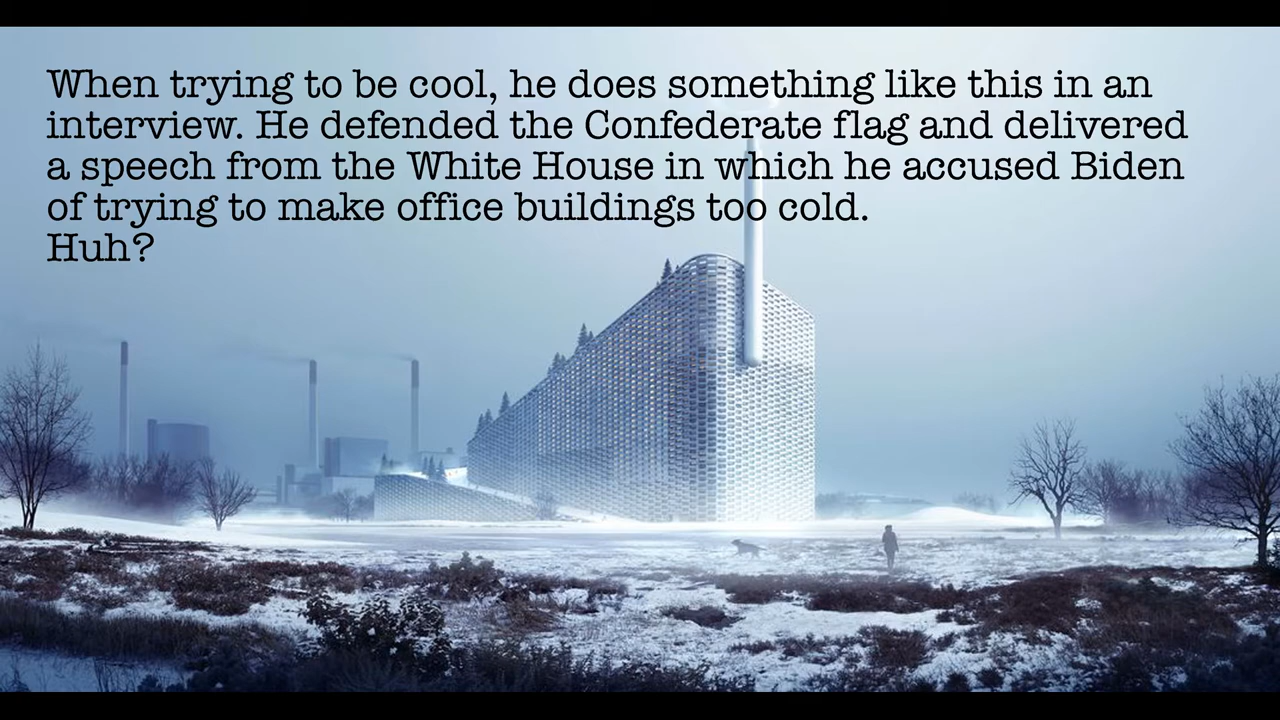 When trying to be cool, he does something like this in an
interview. He defended the Confederate flag and delivered
a speech from the White House in which he accused Biden
of trying to make office buildings too cold.
Huh?